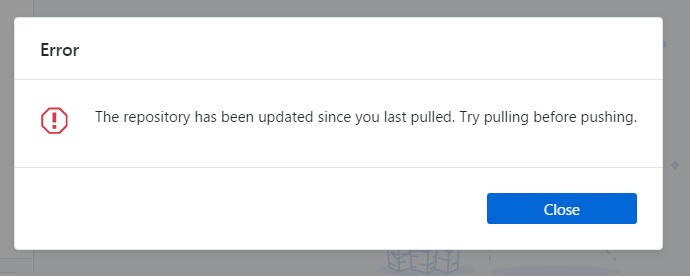 Error
The repository has been updated since you last pulled. Try pulling before pushing.
Close